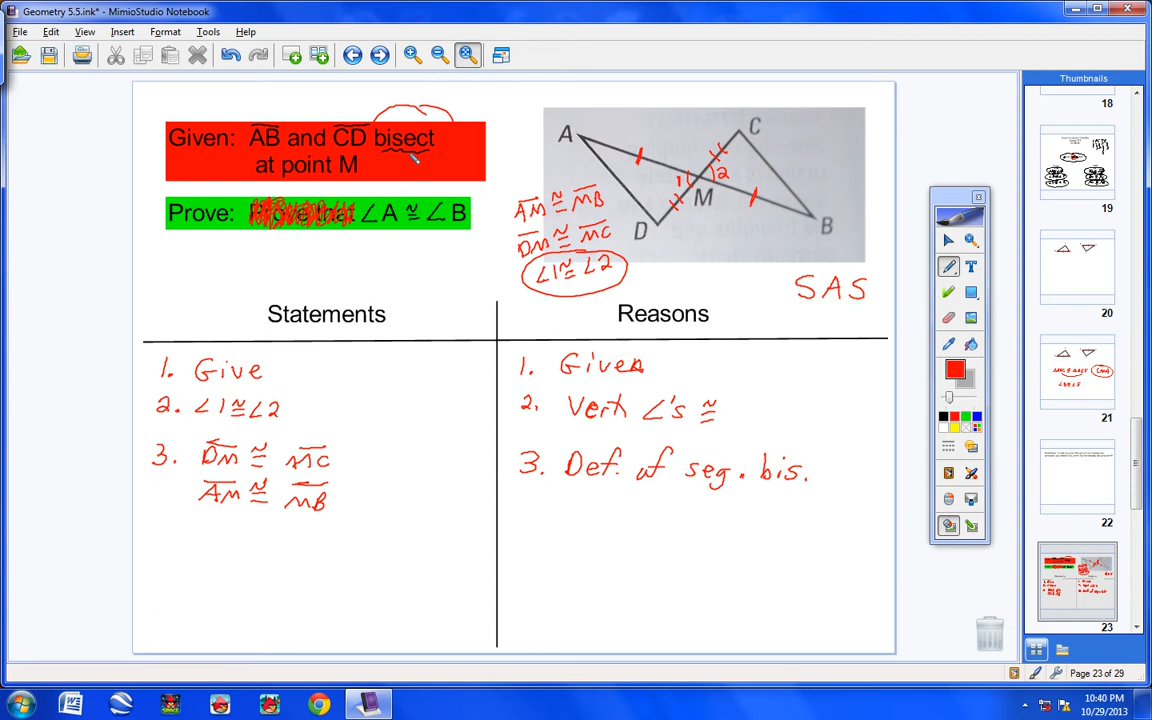 Geometry 5.5.ink* - MimioStudio Notebook
File Edit View Insert Format Tools Help
Given: AB and CD bisect
at point M
Prove: ∠A ≅ ∠B
A
C
1
2
M
D
B
AM ≅ MB
DM ≅ MC
∠1 ≅ ∠2
SAS
Statements
Reasons
1. Give
1. Given
2. ∠1≅∠2
2. Vert ∠'s ≅
3. DM ≅ MC
AM ≅ MB
3. Def. of seg. bis.
Thumbnails
18
19
20
21
22
23
Page 23 of 29
10:40 PM
10/29/2013